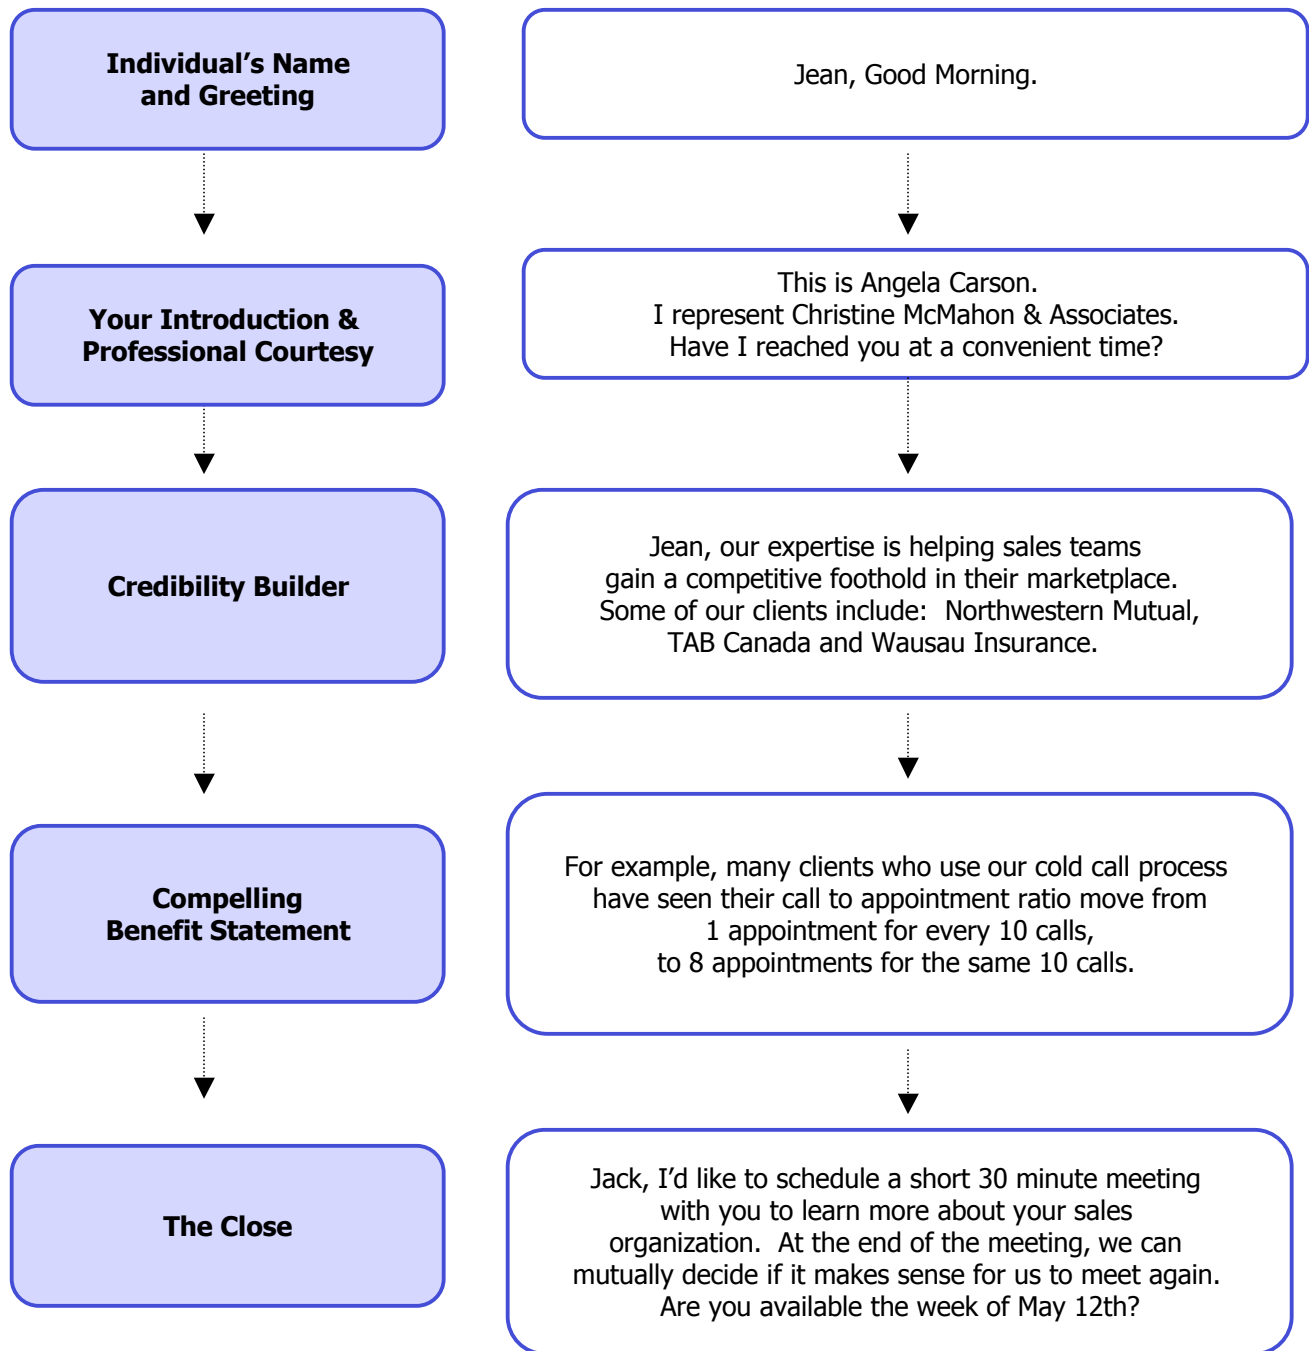 Individual’s Name
and Greeting
Jean, Good Morning.
Your Introduction &
Professional Courtesy
This is Angela Carson.
I represent Christine McMahon & Associates.
Have I reached you at a convenient time?
Credibility Builder
Jean, our expertise is helping sales teams
gain a competitive foothold in their marketplace.
Some of our clients include:  Northwestern Mutual,
TAB Canada and Wausau Insurance.
Compelling
Benefit Statement
For example, many clients who use our cold call process
have seen their call to appointment ratio move from
1 appointment for every 10 calls,
to 8 appointments for the same 10 calls.
The Close
Jack, I’d like to schedule a short 30 minute meeting
with you to learn more about your sales
organization.  At the end of the meeting, we can
mutually decide if it makes sense for us to meet again.
Are you available the week of May 12th?